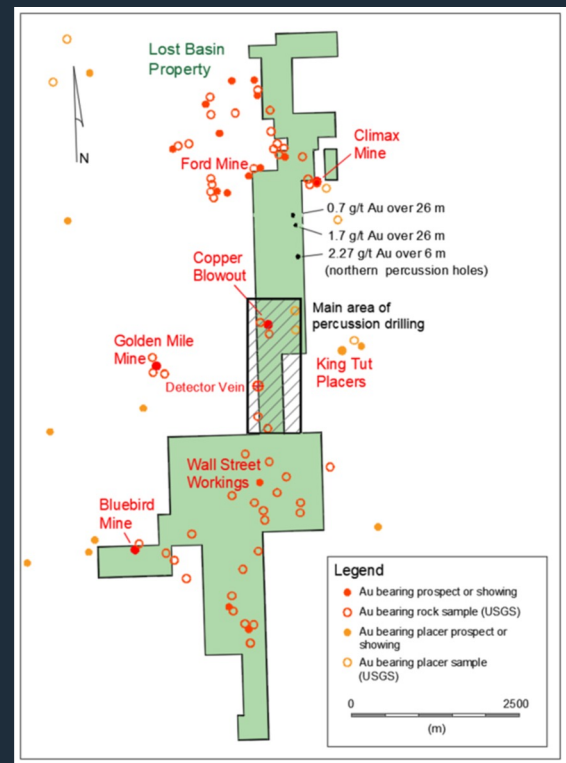 Lost Basin
Property
N
Ford Mine
Climax
Mine
0.7 g/t Au over 26 m
1.7 g/t Au over 26 m
2.27 g/t Au over 6 m
(northern percussion holes)
Copper
Blowout
Main area of
percussion drilling
Golden Mile
Mine
King Tut
Placers
Detector Vein
Wall Street
Workings
Bluebird
Mine
Legend
Au bearing prospect or showing
Au bearing rock sample (USGS)
Au bearing placer prospect or
showing
Au bearing placer sample
(USGS)
0 2500
(m)